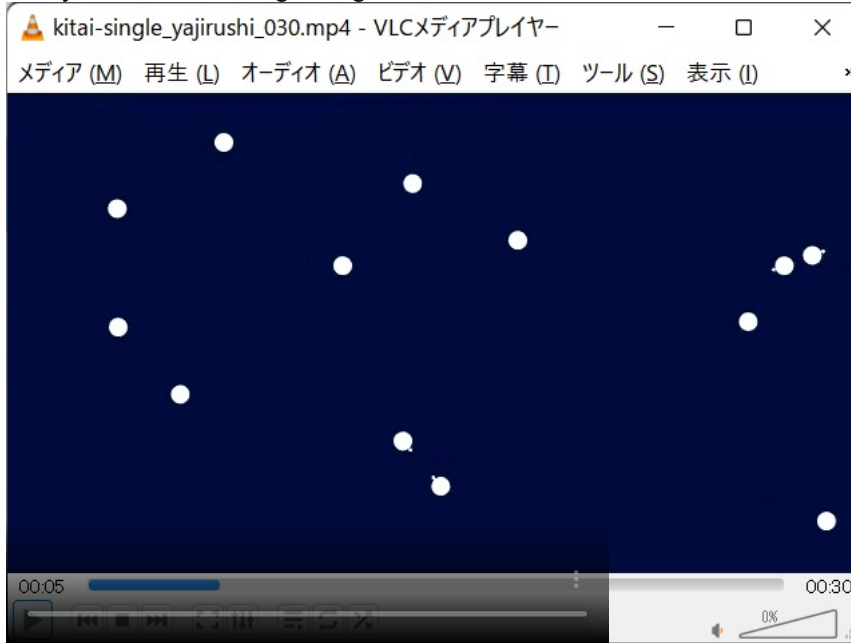 kitai-single_yajirushi_030.mp4 - VLCメディアプレイヤー
メディア (M) 再生 (L) オーディオ (A) ビデオ (V) 字幕 (T) ツール (S) 表示 (I) »
00:05 00:30
0%